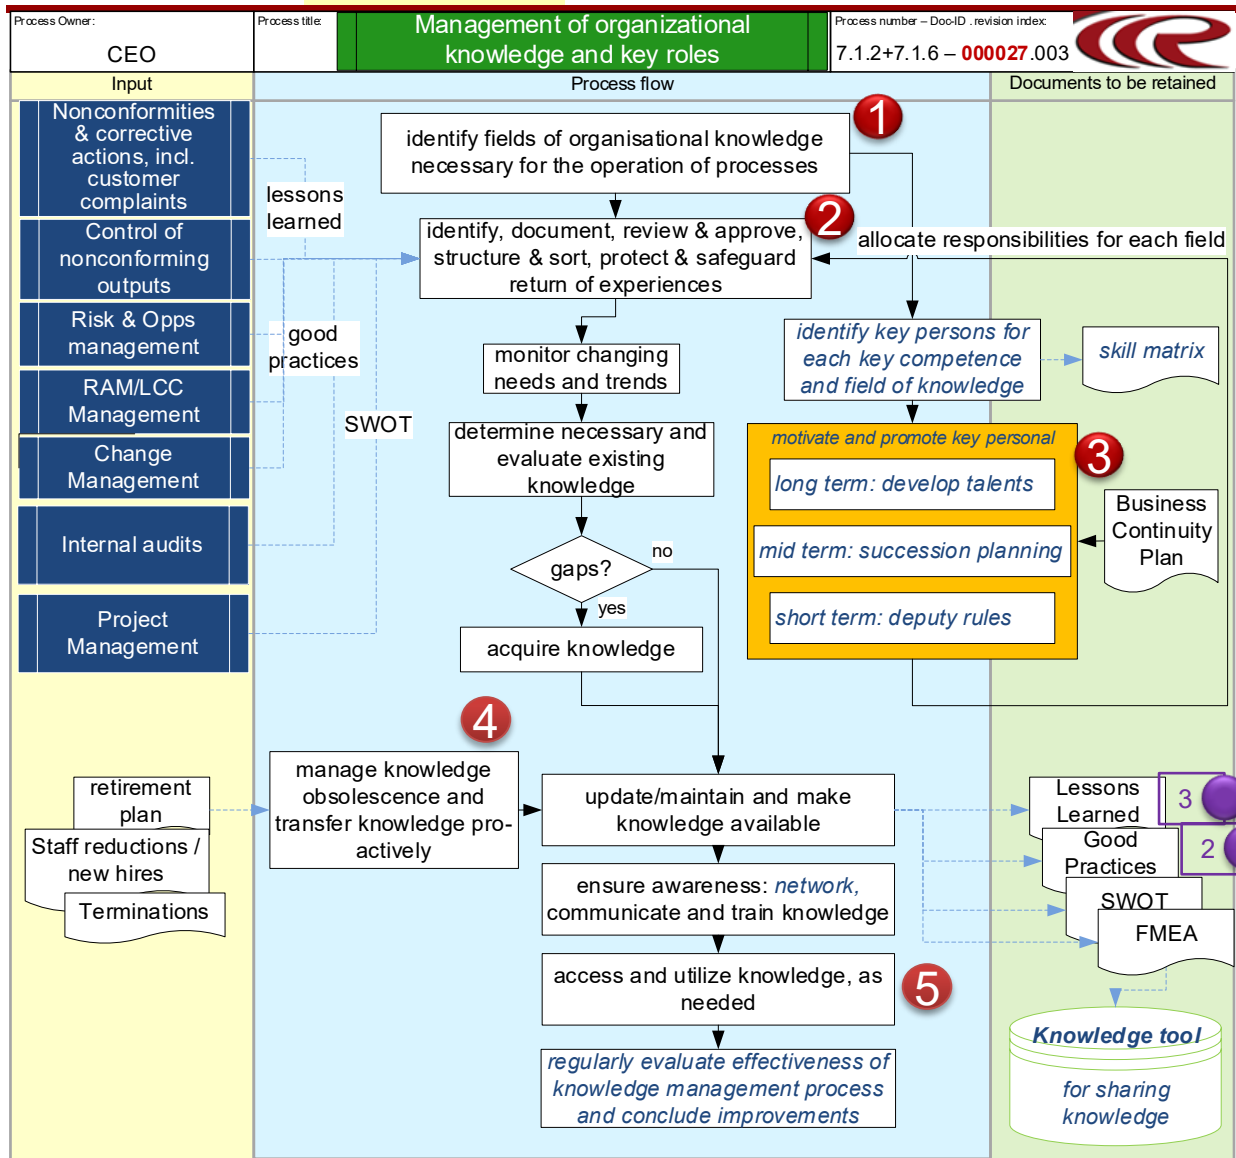 Process Owner:
CEO
Process title:
Management of organizational
knowledge and key roles
Process number – Doc-ID . revision index:
7.1.2+7.1.6 – 000027.003
CCR
Input
Process flow
Documents to be retained
Nonconformities
& corrective
actions, incl.
customer
complaints
Control of
nonconforming
outputs
Risk & Opps
management
RAM/LCC
Management
Change
Management
Internal audits
Project
Management
lessons
learned
good
practices
SWOT
identify fields of organisational knowledge
necessary for the operation of processes
1
identify, document, review & approve,
structure & sort, protect & safeguard
return of experiences
2
allocate responsibilities for each field
monitor changing
needs and trends
identify key persons for
each key competence
and field of knowledge
skill matrix
determine necessary and
evaluate existing
knowledge
motivate and promote key personal
3
long term: develop talents
mid term: succession planning
short term: deputy rules
Business
Continuity
Plan
gaps?
no
yes
acquire knowledge
4
retirement
plan
Staff reductions /
new hires
Terminations
manage knowledge
obsolescence and
transfer knowledge pro-
actively
update/maintain and make
knowledge available
Lessons
Learned
3
Good
Practices
2
SWOT
FMEA
ensure awareness: network,
communicate and train knowledge
access and utilize knowledge, as
needed
5
regularly evaluate effectiveness of
knowledge management process
and conclude improvements
Knowledge tool
for sharing
knowledge